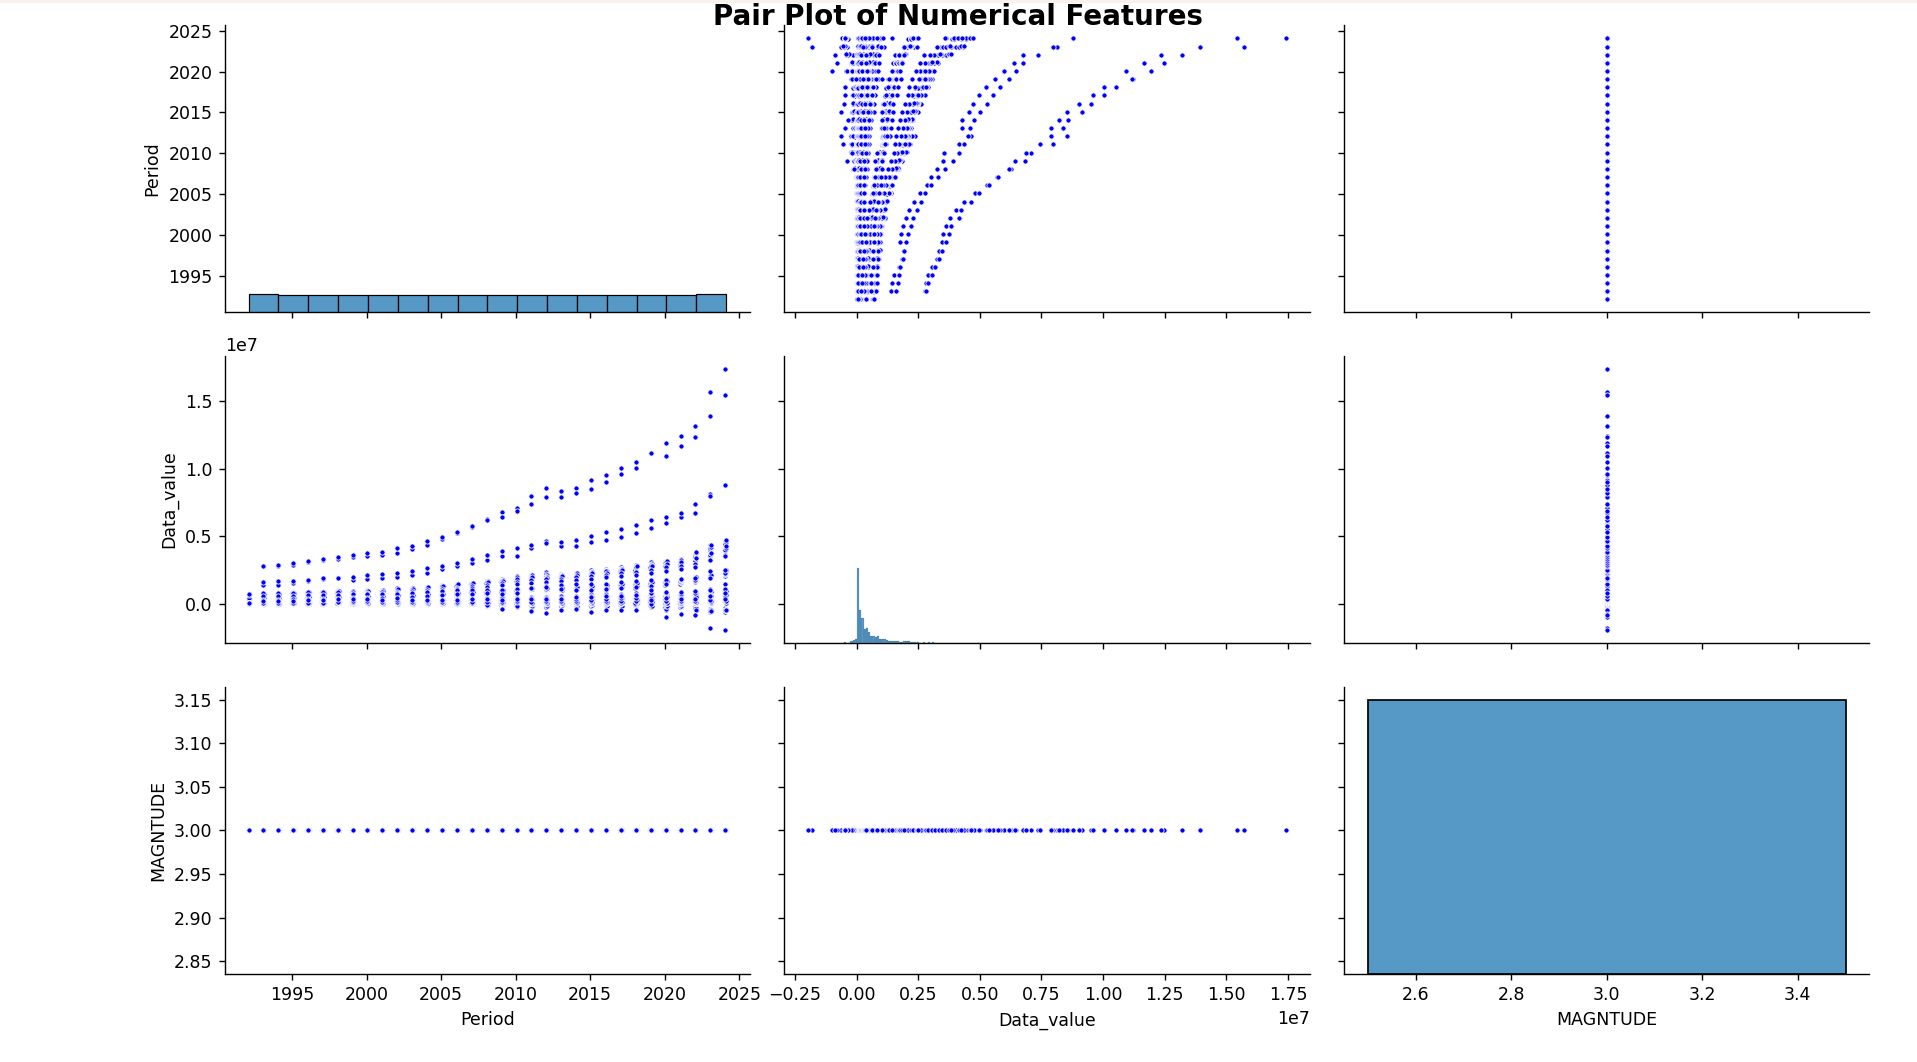 Pair Plot of Numerical Features
2025
2020
2015
2010
2005
2000
1995
Period
1e7
1.5
1.0
0.5
0.0
Data_value
3.15
3.10
3.05
3.00
2.95
2.90
2.85
MAGNTUDE
1995 2000 2005 2010 2015 2020 2025
Period
−0.25 0.00 0.25 0.50 0.75 1.00 1.25 1.50 1.75
Data_value
1e7
2.6 2.8 3.0 3.2 3.4
MAGNTUDE